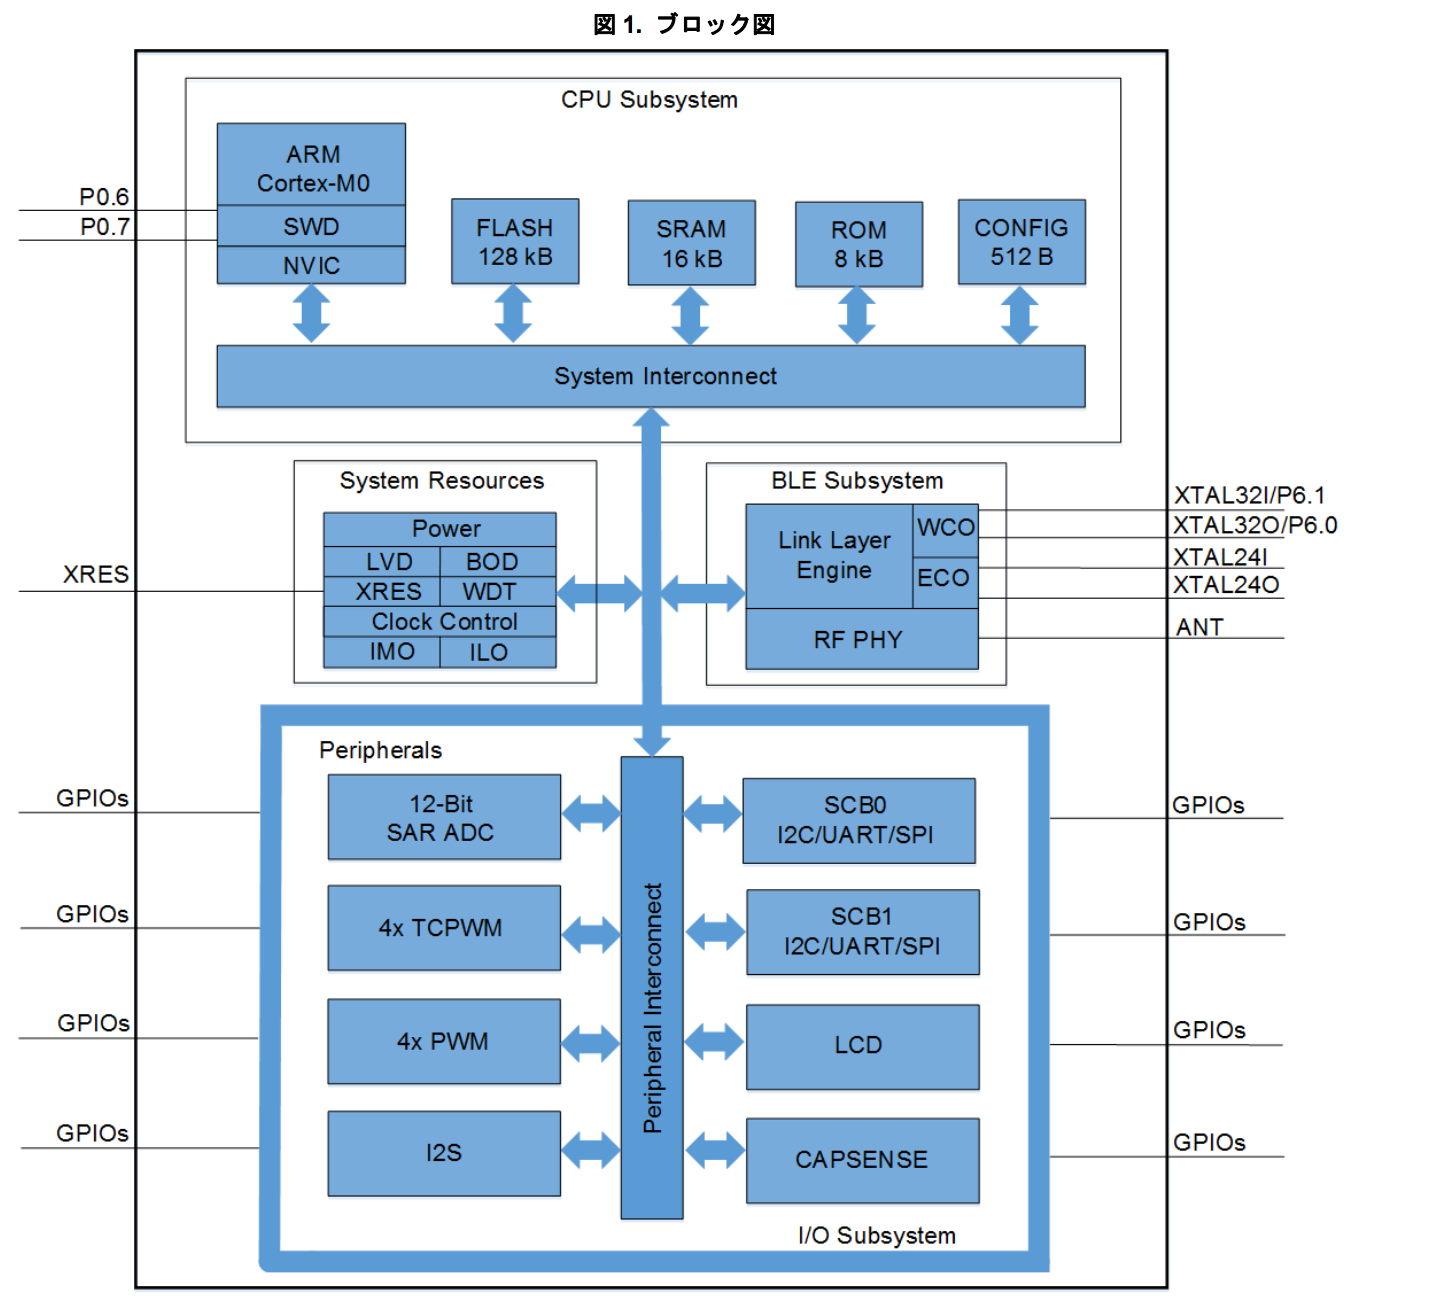 図 1. ブロック図
CPU Subsystem
ARM
Cortex-M0
SWD
NVIC
P0.6
P0.7
FLASH
128 kB
SRAM
16 kB
ROM
8 kB
CONFIG
512 B
System Interconnect
System Resources
Power
LVD
BOD
XRES
WDT
Clock Control
IMO
ILO
XRES
BLE Subsystem
Link Layer
Engine
WCO
ECO
RF PHY
XTAL32I/P6.1
XTAL32O/P6.0
XTAL24I
XTAL24O
ANT
Peripherals
12-Bit
SAR ADC
4x TCPWM
4x PWM
I2S
Peripheral Interconnect
SCB0
I2C/UART/SPI
SCB1
I2C/UART/SPI
LCD
CAPSENSE
I/O Subsystem
GPIOs
GPIOs
GPIOs
GPIOs
GPIOs
GPIOs
GPIOs
GPIOs